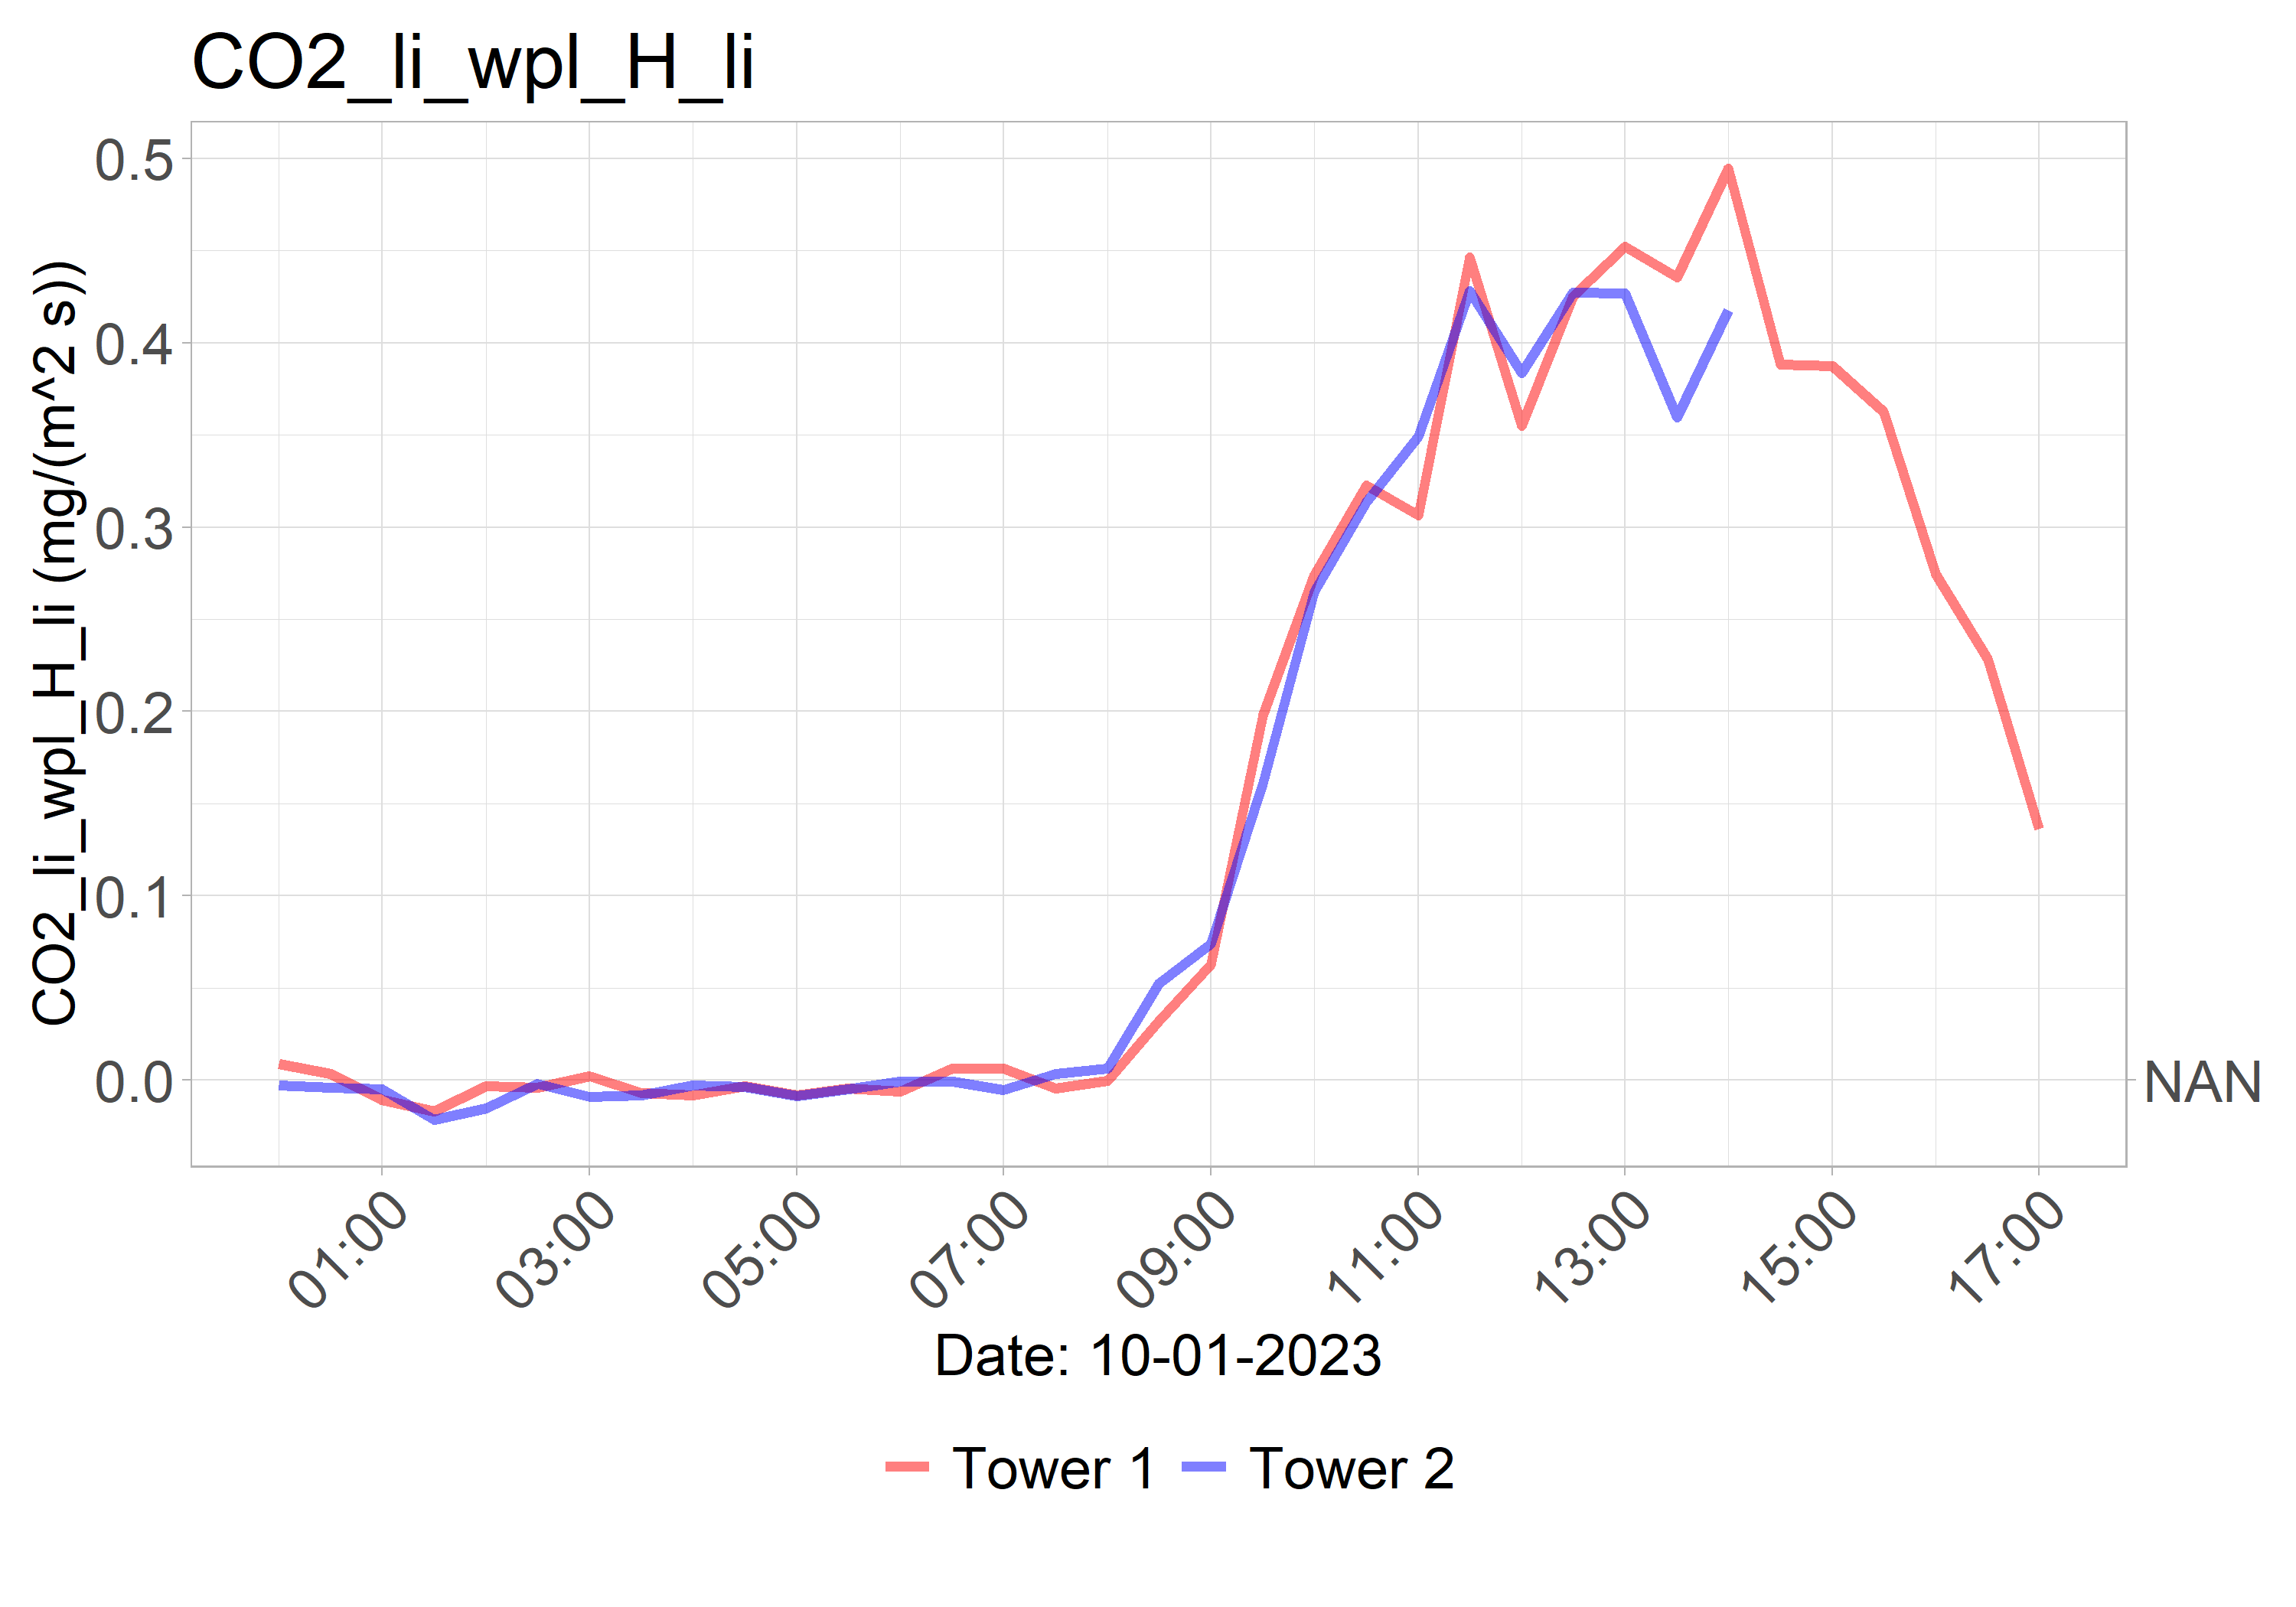 CO2_li_wpl_H_li
CO2_li_wpl_H_li (mg/(m^2 s))
0.5
0.4
0.3
0.2
0.1
0.0
NAN
01:00
03:00
05:00
07:00
09:00
11:00
13:00
15:00
17:00
Date: 10-01-2023
Tower 1
Tower 2